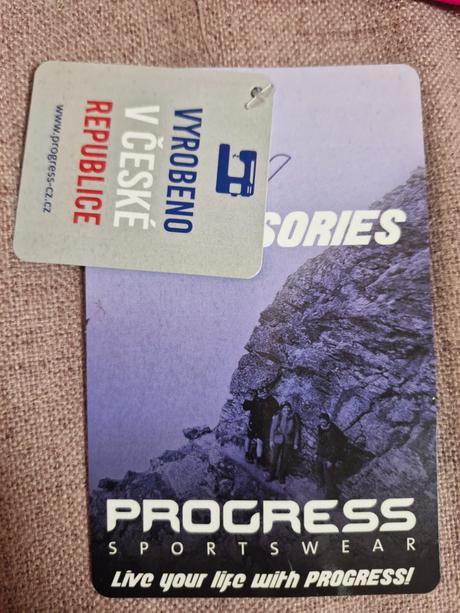 VYROBENO
V ČESKÉ
REPUBLICE
www.progress-cz.cz
SORIES
PROGRESS
SPORTSWEAR
Live your life with PROGRESS!